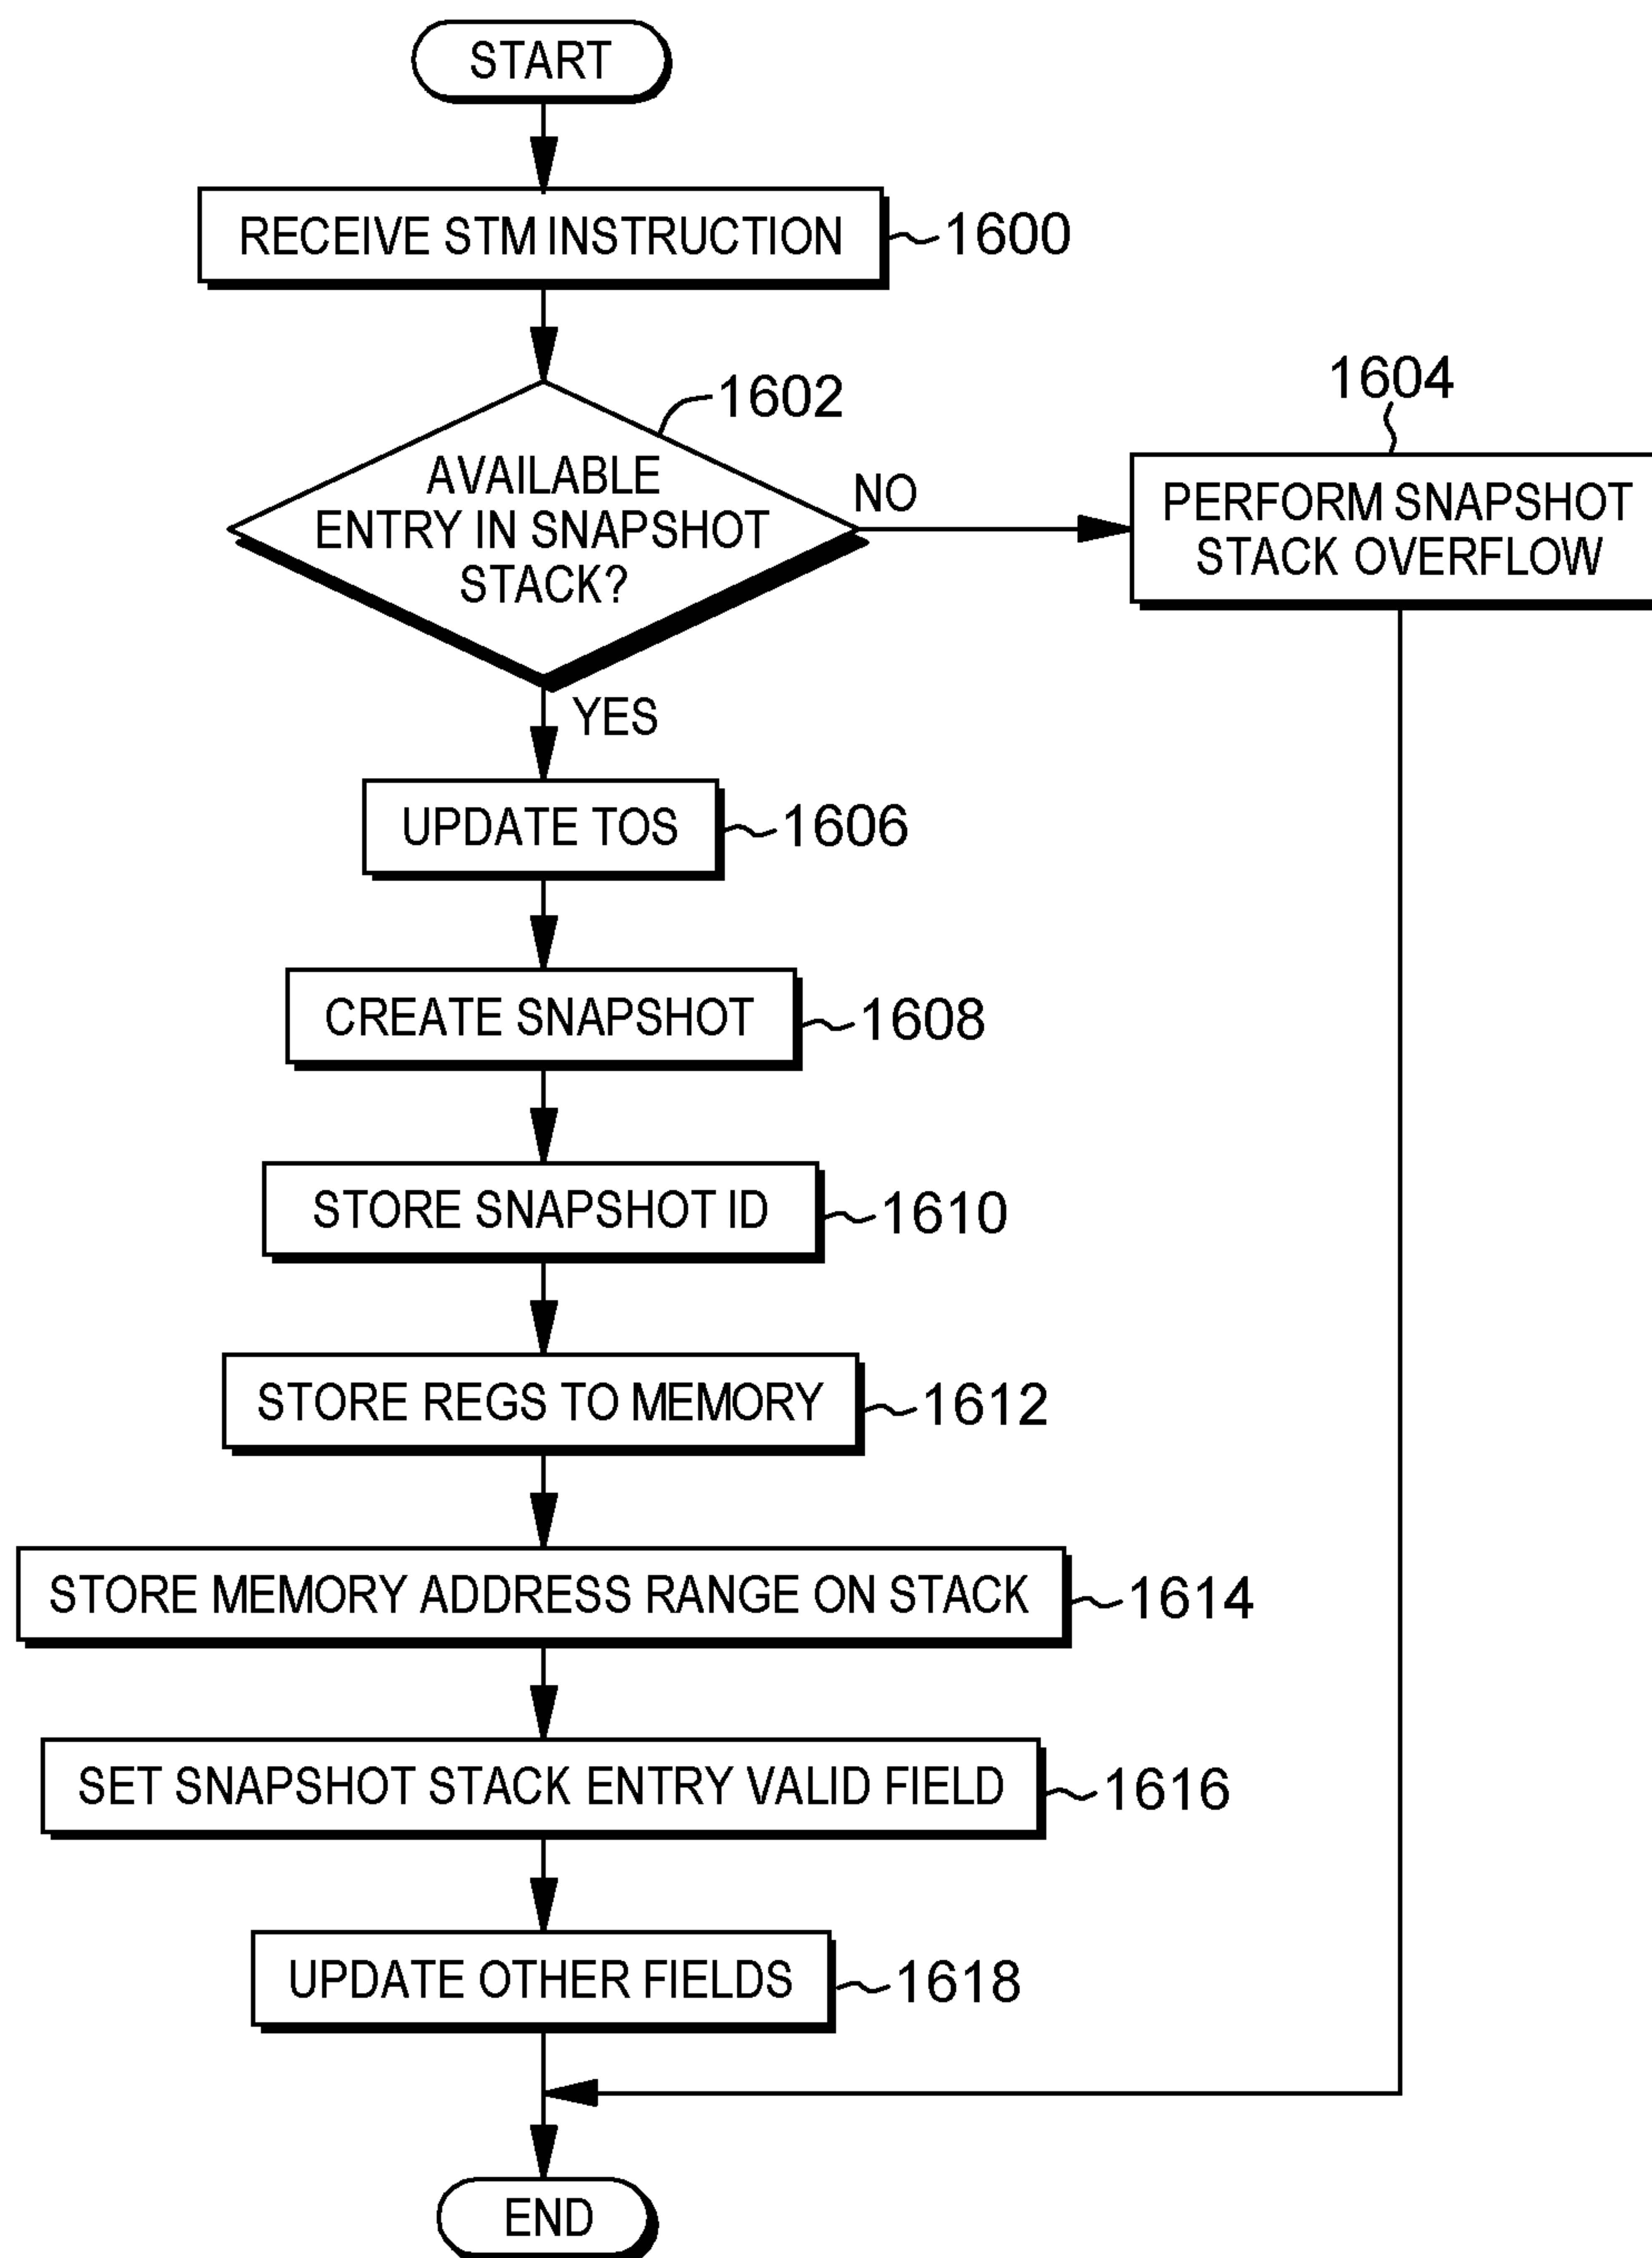 START
RECEIVE STM INSTRUCTION
1600
1602
AVAILABLE
ENTRY IN SNAPSHOT
STACK?
NO
1604
PERFORM SNAPSHOT
STACK OVERFLOW
YES
UPDATE TOS
1606
CREATE SNAPSHOT
1608
STORE SNAPSHOT ID
1610
STORE REGS TO MEMORY
1612
STORE MEMORY ADDRESS RANGE ON STACK
1614
SET SNAPSHOT STACK ENTRY VALID FIELD
1616
UPDATE OTHER FIELDS
1618
END